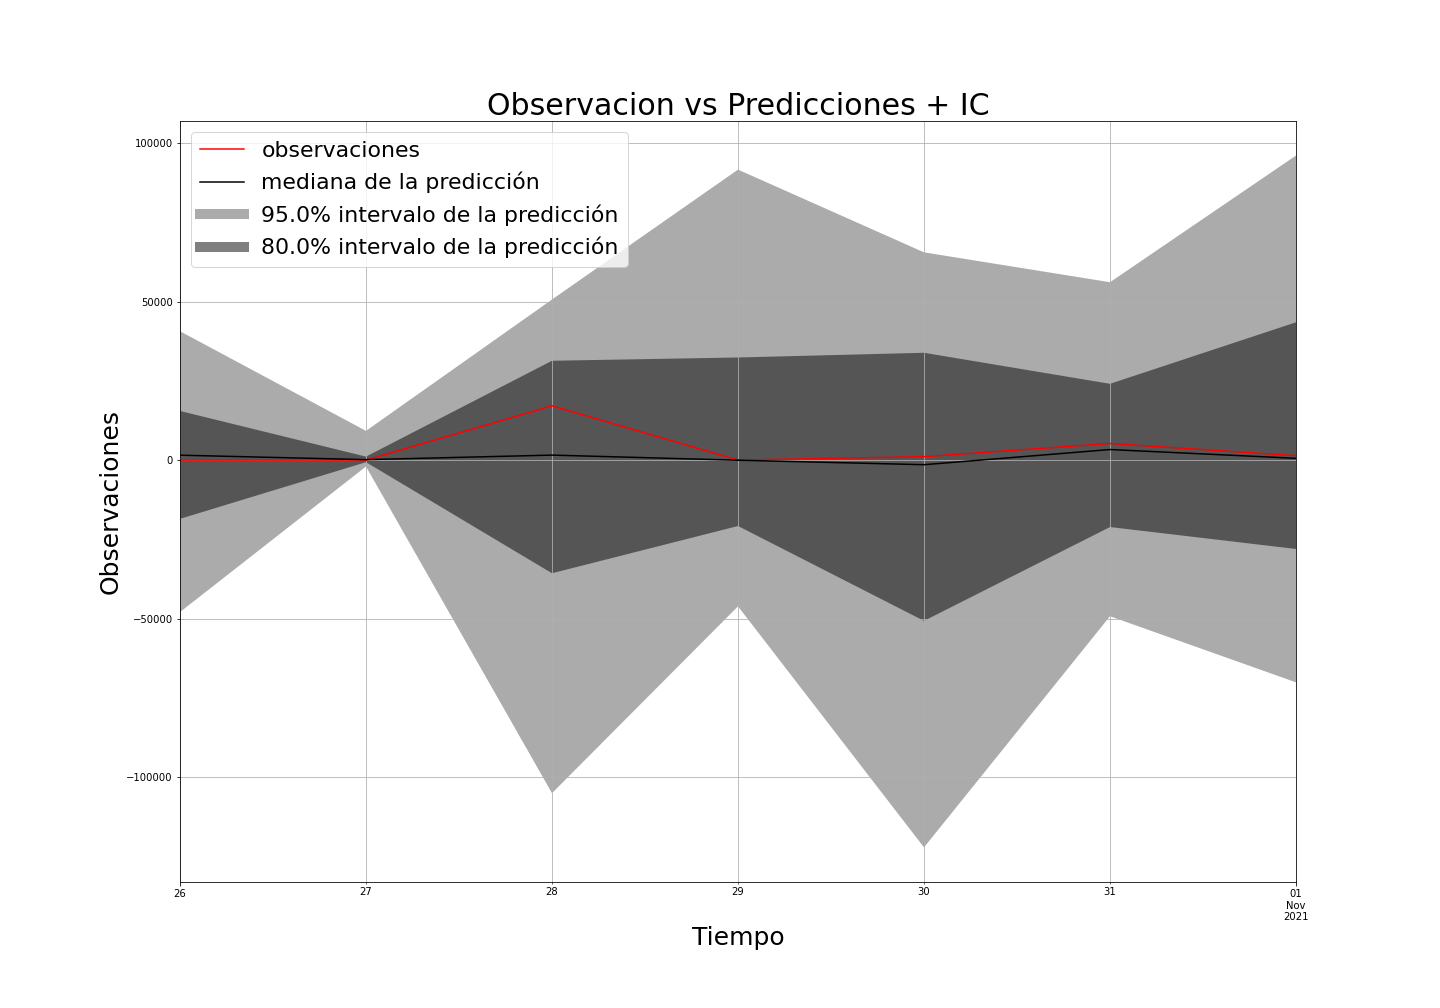 Observacion vs Predicciones + IC
observaciones
mediana de la predicción
95.0% intervalo de la predicción
80.0% intervalo de la predicción
Observaciones
100000
50000
0
−50000
−100000
26 27 28 29 30 31 01
Nov
2021
Tiempo